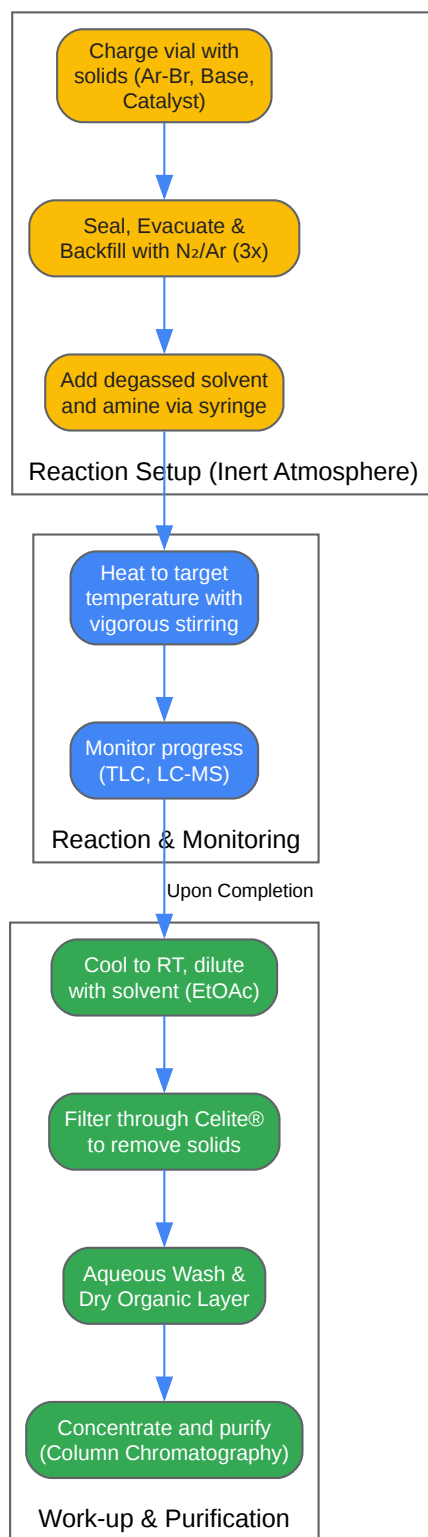 Charge vial with
solids (Ar-Br, Base,
Catalyst)
Seal, Evacuate &
Backfill with N₂/Ar (3x)
Add degassed solvent
and amine via syringe
Reaction Setup (Inert Atmosphere)
Heat to target
temperature with
vigorous stirring
Monitor progress
(TLC, LC-MS)
Reaction & Monitoring
Upon Completion
Cool to RT, dilute
with solvent (EtOAc)
Filter through Celite®
to remove solids
Aqueous Wash &
Dry Organic Layer
Concentrate and purify
(Column Chromatography)
Work-up & Purification